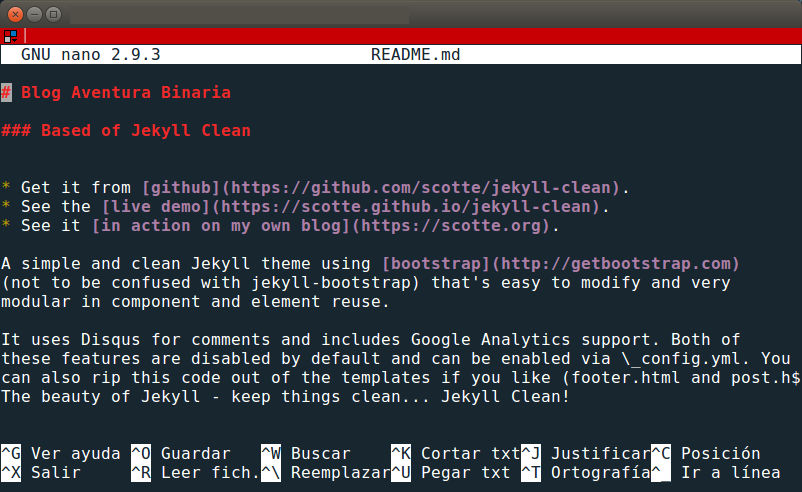 GNU nano 2.9.3 README.md
# Blog Aventura Binaria
### Based of Jekyll Clean
* Get it from [github](https://github.com/scotte/jekyll-clean).
* See the [live demo](https://scotte.github.io/jekyll-clean).
* See it [in action on my own blog](https://scotte.org).
A simple and clean Jekyll theme using [bootstrap](http://getbootstrap.com)
(not to be confused with jekyll-bootstrap) that's easy to modify and very
modular in component and element reuse.
It uses Disqus for comments and includes Google Analytics support. Both of
these features are disabled by default and can be enabled via \_config.yml. You
can also rip this code out of the templates if you like (footer.html and post.h$
The beauty of Jekyll - keep things clean... Jekyll Clean!
^G Ver ayuda ^O Guardar ^W Buscar ^K Cortar txt^J Justificar^C Posición
^X Salir ^R Leer fich.^\ Reemplazar^U Pegar txt ^T Ortografía^_ Ir a línea